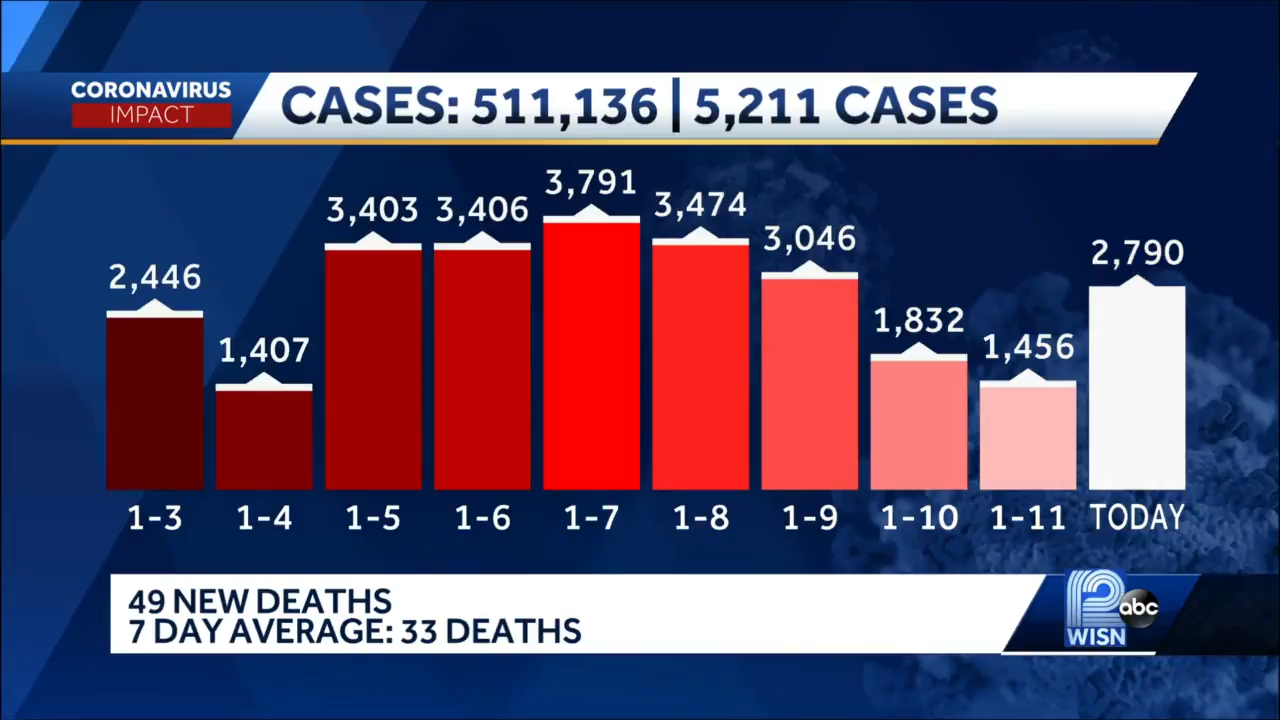 CORONAVIRUS
IMPACT
CASES: 511,136 | 5,211 CASES
2,446
1,407
3,403
3,406
3,791
3,474
3,046
1,832
1,456
2,790
1-3 1-4 1-5 1-6 1-7 1-8 1-9 1-10 1-11 TODAY
49 NEW DEATHS
7 DAY AVERAGE: 33 DEATHS
12
abc
WISN